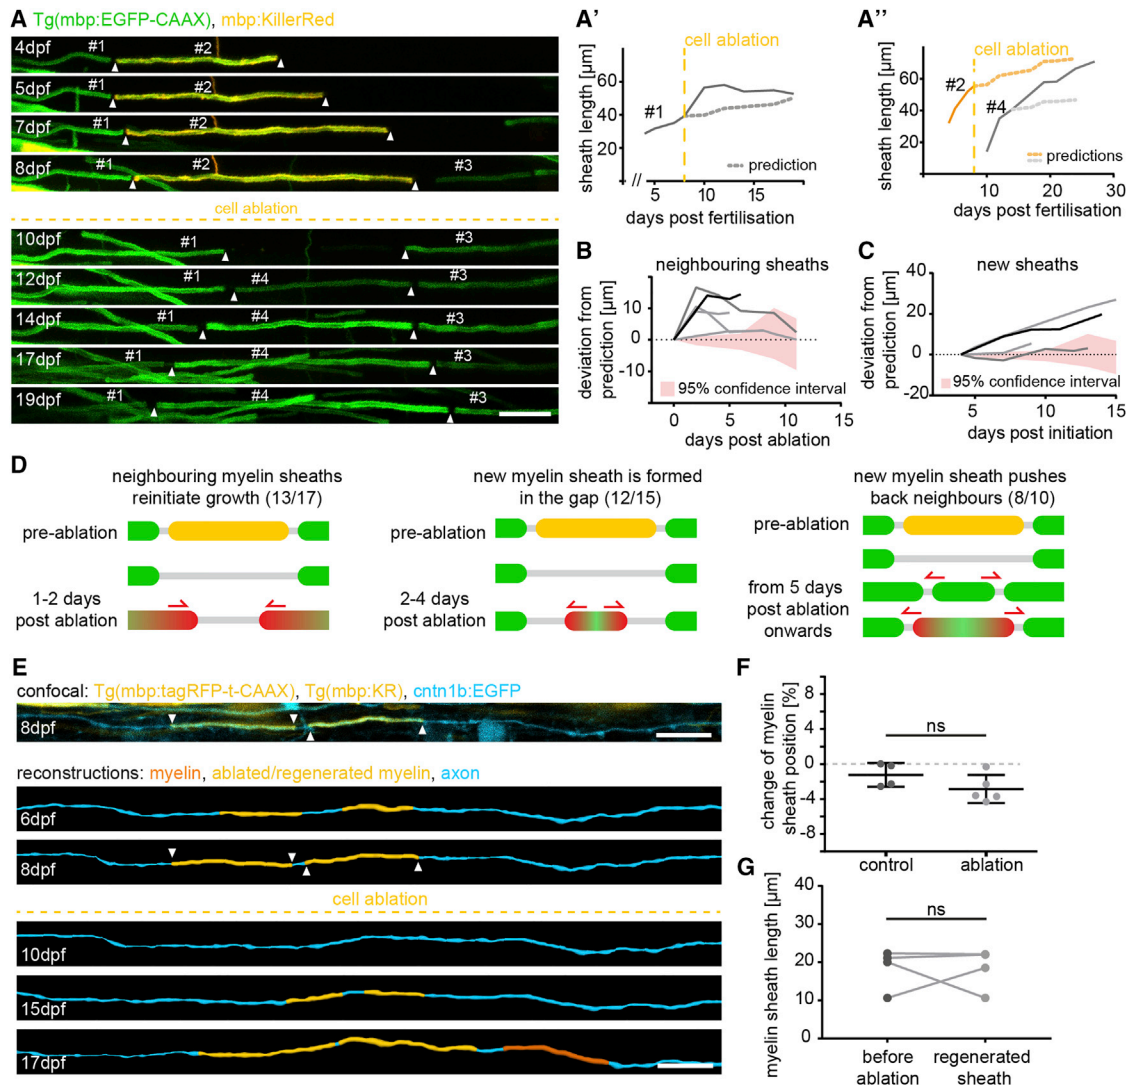 A Tg(mbp:EGFP-CAAX), mbp:KillerRed
4dpf #1 #2
5dpf #1 #2
7dpf #1 #2
8dpf #1 #2 #3
cell ablation
10dpf #1 #3
12dpf #1 #4 #3
14dpf #1 #4 #3
17dpf #1 #4 #3
19dpf #1 #4 #3
A'
cell ablation
sheath length [µm]
60
40
20
#1
prediction
//
5 10 15
days post fertilisation
A''
cell ablation
sheath length [µm]
60
40
20
#2
#4
predictions
10 20 30
days post fertilisation
B
neighbouring sheaths
deviation from
prediction [µm]
10
0
-10
95% confidence interval
0 5 10 15
days post ablation
C
new sheaths
deviation from
prediction [µm]
40
20
0
-20
95% confidence interval
5 10 15
days post initiation
D
neighbouring myelin sheaths
reinitiate growth (13/17)
pre-ablation
1-2 days
post ablation
new myelin sheath is formed
in the gap (12/15)
pre-ablation
2-4 days
post ablation
new myelin sheath pushes
back neighbours (8/10)
pre-ablation
from 5 days
post ablation
onwards
E
confocal: Tg(mbp:tagRFP-t-CAAX), Tg(mbp:KR), cntn1b:EGFP
8dpf
reconstructions: myelin, ablated/regenerated myelin, axon
6dpf
8dpf
cell ablation
10dpf
15dpf
17dpf
F
change of myelin
sheath position [%]
ns
0
-4
-8
control ablation
G
myelin sheath length [µm]
40
30
20
10
0
ns
before
ablation
regenerated
sheath